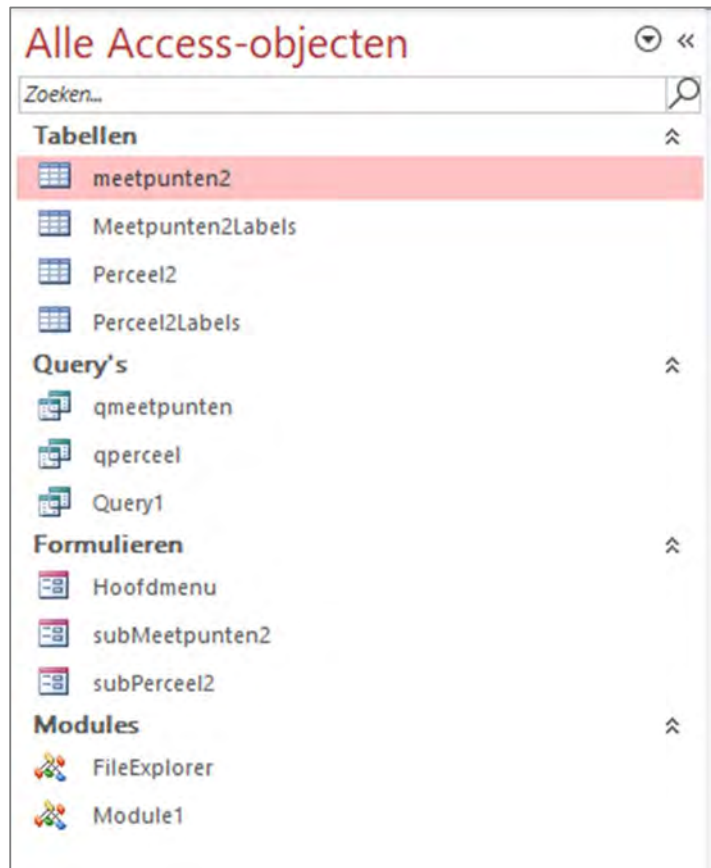 Alle Access-objecten
Zoeken...
Tabellen
meetpunten2
Meetpunten2Labels
Perceel2
Perceel2Labels
Query's
qmeetpunten
qperceel
Query1
Formulieren
Hoofdmenu
subMeetpunten2
subPerceel2
Modules
FileExplorer
Module1